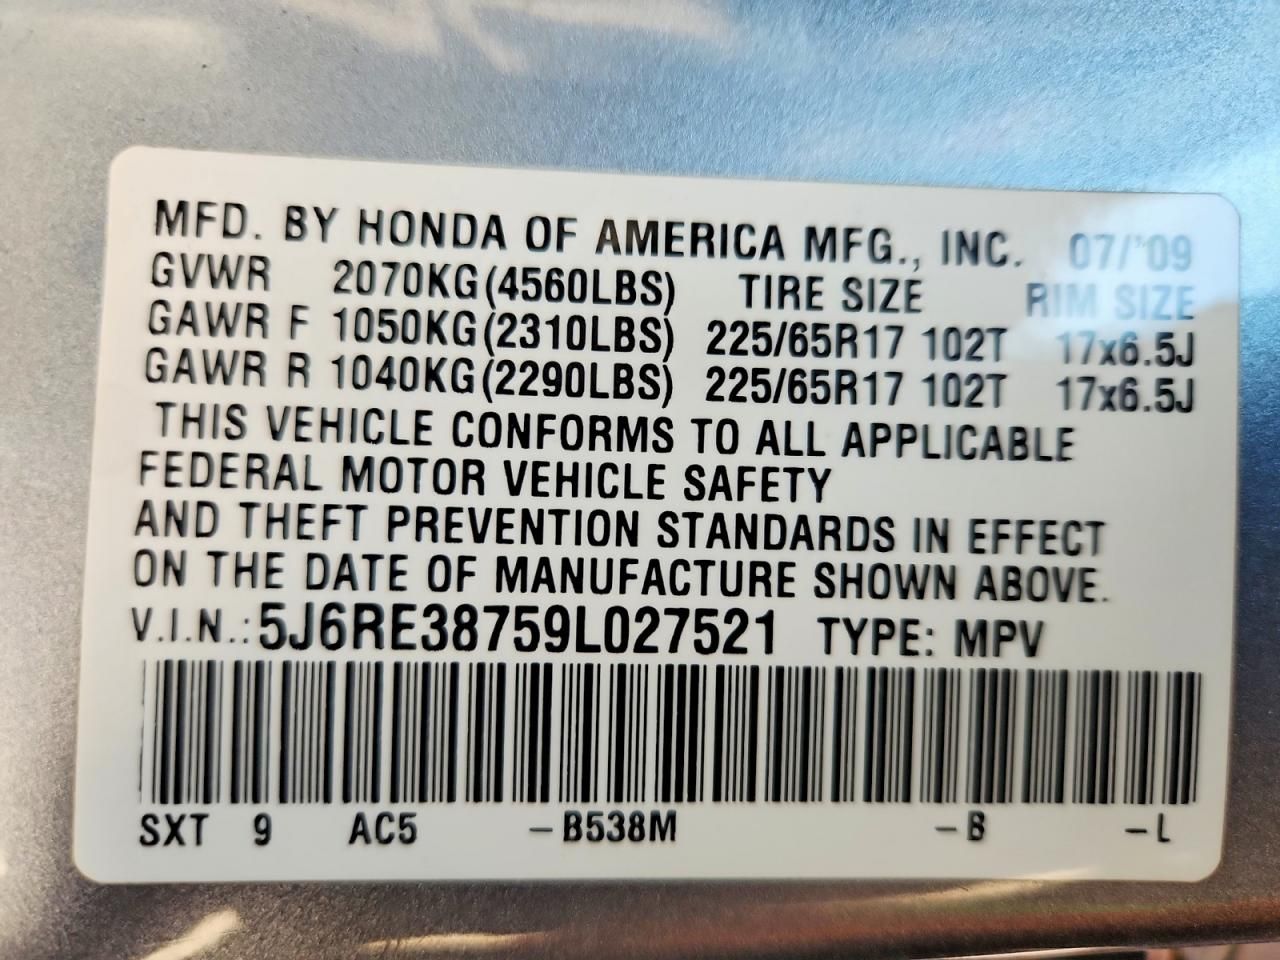 MFD. BY HONDA OF AMERICA MFG., INC. 07/'09
GVWR 2070KG(4560LBS) TIRE SIZE RIM SIZE
GAWR F 1050KG(2310LBS) 225/65R17 102T 17x6.5J
GAWR R 1040KG(2290LBS) 225/65R17 102T 17x6.5J
THIS VEHICLE CONFORMS TO ALL APPLICABLE
FEDERAL MOTOR VEHICLE SAFETY
AND THEFT PREVENTION STANDARDS IN EFFECT
ON THE DATE OF MANUFACTURE SHOWN ABOVE.
V.I.N.: 5J6RE38759L027521 TYPE: MPV
SXT 9 AC5 –B538M –B –L